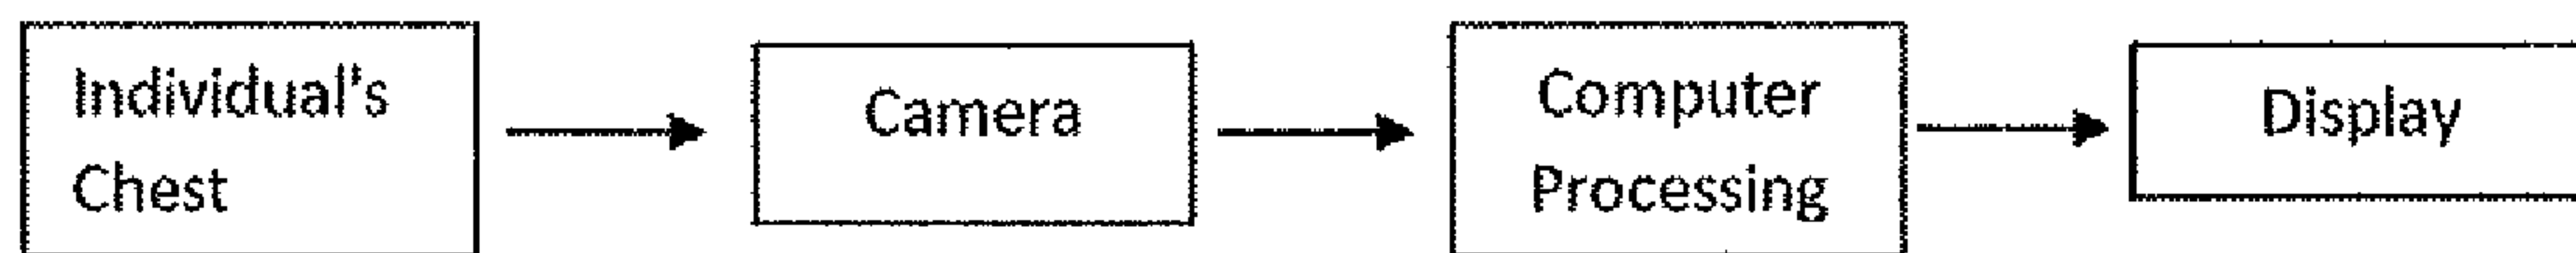 Individual's
Chest
Camera
Computer
Processing
Display